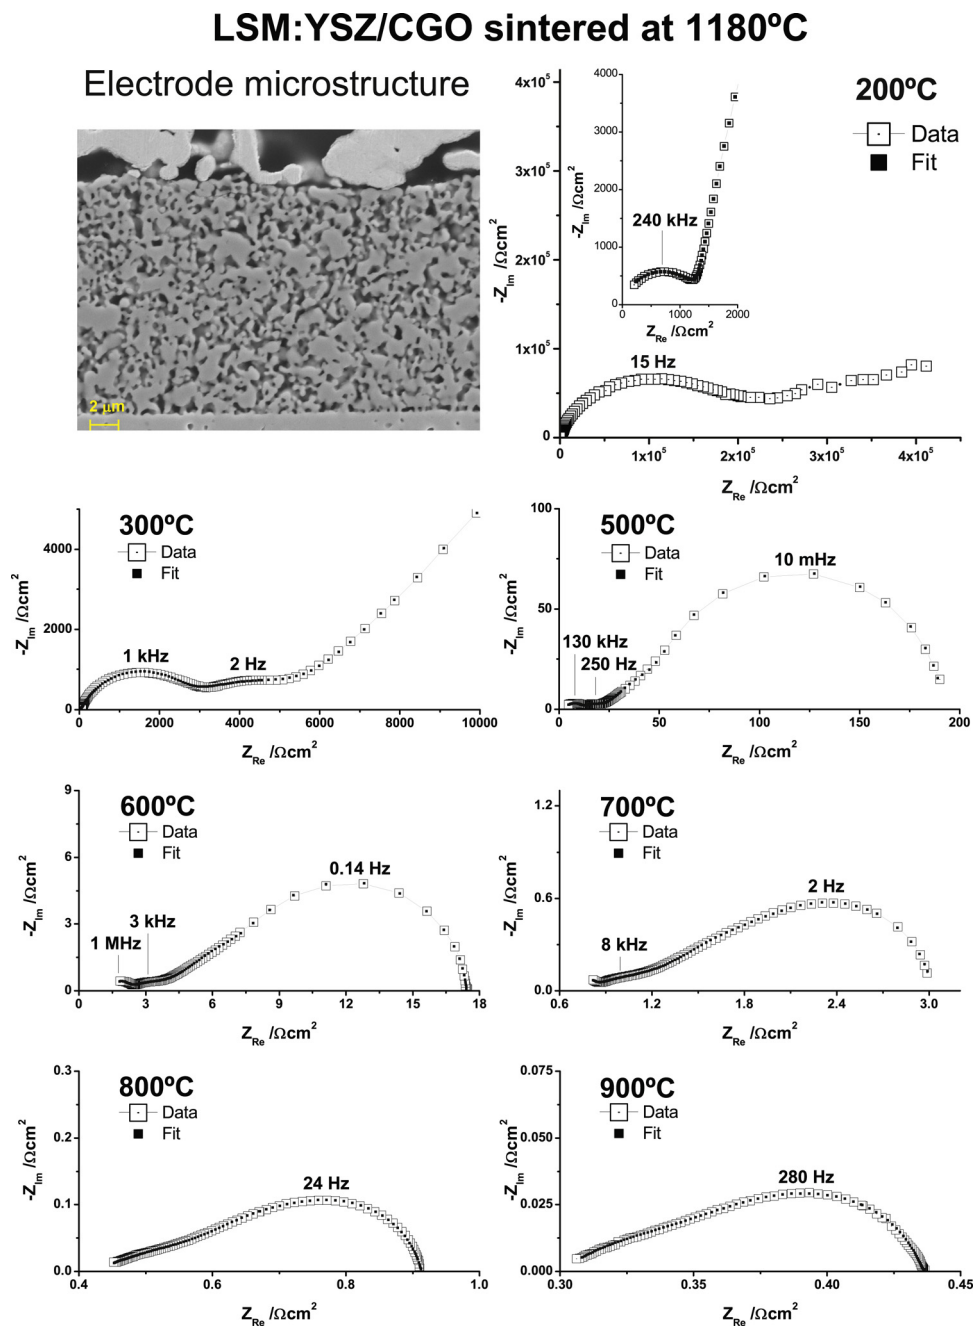 LSM:YSZ/CGO sintered at 1180ºC
Electrode microstructure
2 µm
200ºC
Data
Fit
4x10⁵
3x10⁵
2x10⁵
1x10⁵
0
-Z_Im /Ωcm²
15 Hz
0
1x10⁵
2x10⁵
3x10⁵
4x10⁵
Z_Re /Ωcm²
4000
3000
2000
1000
0
-Z_Im /Ωcm²
240 kHz
0
1000
2000
Z_Re /Ωcm²
300ºC
Data
Fit
4000
2000
0
-Z_Im /Ωcm²
1 kHz
2 Hz
0
2000
4000
6000
8000
10000
Z_Re /Ωcm²
500ºC
Data
Fit
100
50
0
-Z_Im /Ωcm²
130 kHz
250 Hz
10 mHz
0
50
100
150
200
Z_Re /Ωcm²
600ºC
Data
Fit
9
6
3
0
-Z_Im /Ωcm²
1 MHz
3 kHz
0.14 Hz
0
3
6
9
12
15
18
Z_Re /Ωcm²
700ºC
Data
Fit
1.2
0.6
0.0
-Z_Im /Ωcm²
8 kHz
2 Hz
0.6
1.2
1.8
2.4
3.0
Z_Re /Ωcm²
800ºC
Data
Fit
0.3
0.2
0.1
0.0
-Z_Im /Ωcm²
24 Hz
0.4
0.6
0.8
1.0
Z_Re /Ωcm²
900ºC
Data
Fit
0.075
0.050
0.025
0.000
-Z_Im /Ωcm²
280 Hz
0.30
0.35
0.40
0.45
Z_Re /Ωcm²